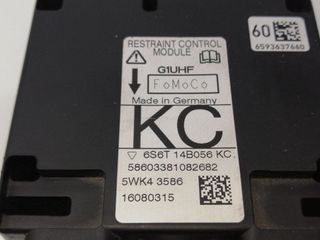 60
6593637660
RESTRAINT CONTROL
MODULE
G1UHF
FoMoCo
Made in Germany
KC
6S6T 14B056 KC
58603381082682
5WK4 3586
16080315